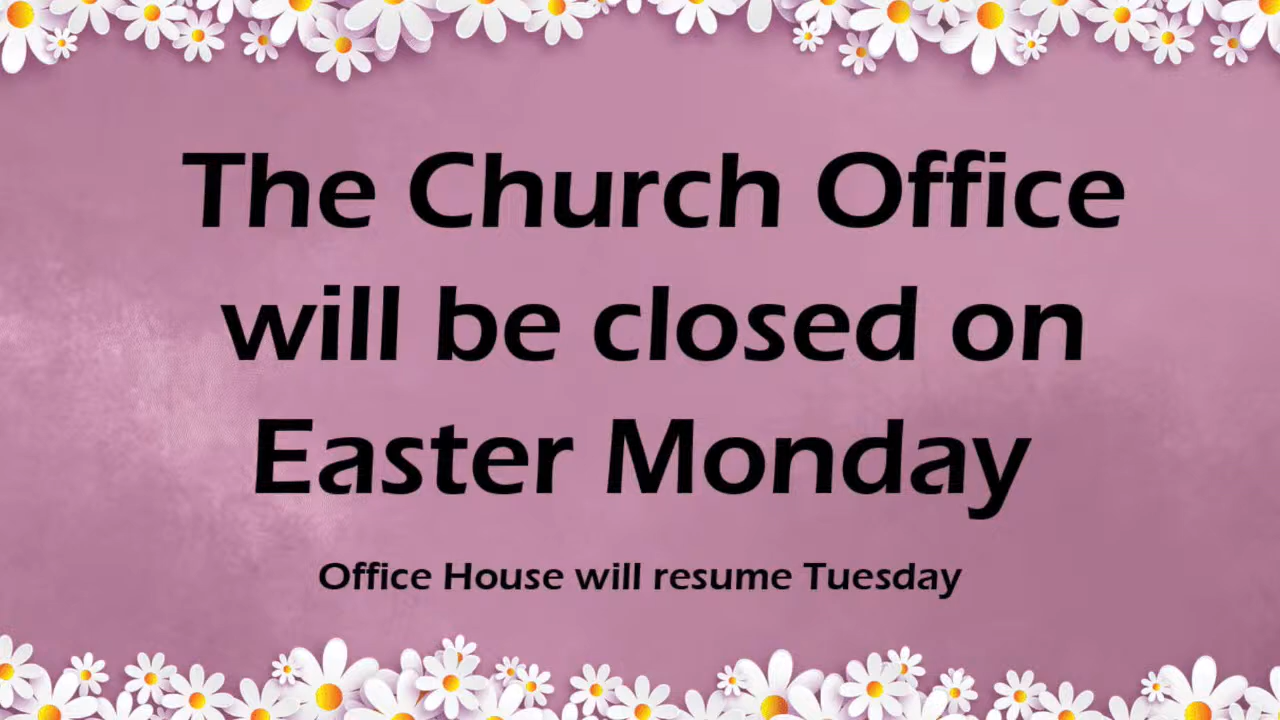 The Church Office
will be closed on
Easter Monday
Office House will resume Tuesday